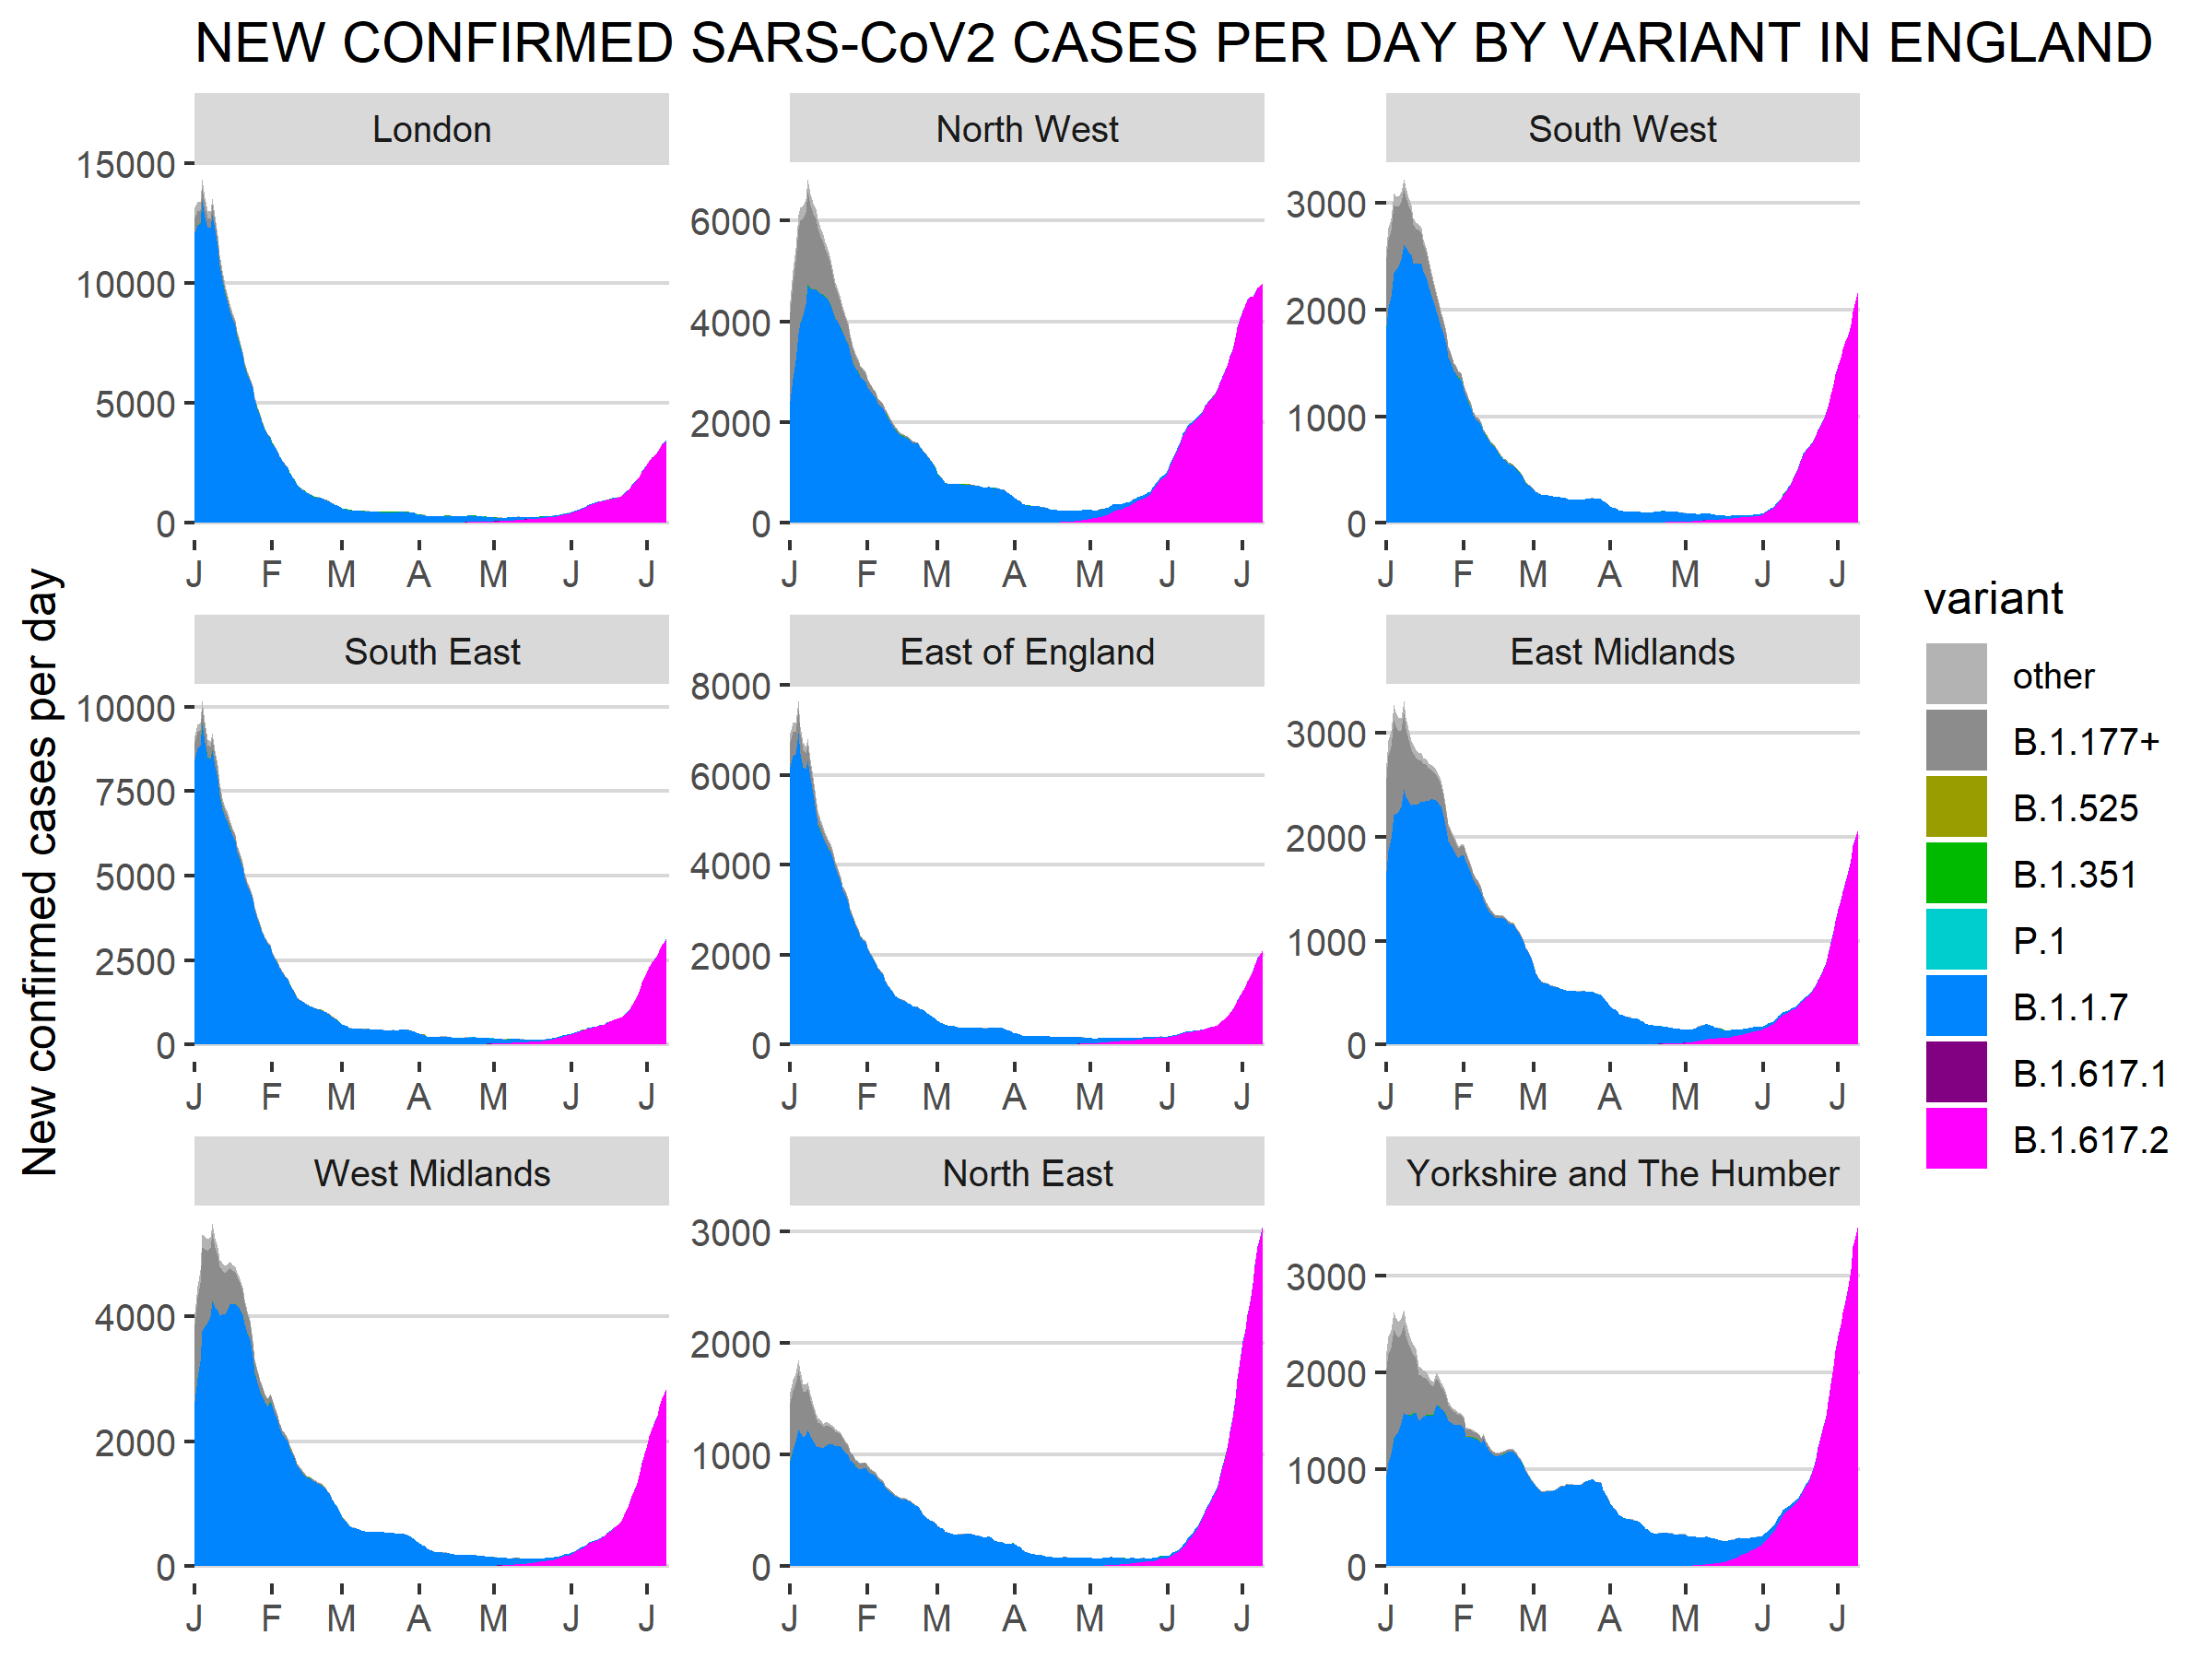 NEW CONFIRMED SARS-CoV2 CASES PER DAY BY VARIANT IN ENGLAND
New confirmed cases per day
London
15000
10000
5000
0
J F M A M J J
North West
6000
4000
2000
0
J F M A M J J
South West
3000
2000
1000
0
J F M A M J J
South East
10000
7500
5000
2500
0
J F M A M J J
East of England
8000
6000
4000
2000
0
J F M A M J J
East Midlands
3000
2000
1000
0
J F M A M J J
West Midlands
4000
2000
0
J F M A M J J
North East
3000
2000
1000
0
J F M A M J J
Yorkshire and The Humber
3000
2000
1000
0
J F M A M J J
variant
other
B.1.177+
B.1.525
B.1.351
P.1
B.1.1.7
B.1.617.1
B.1.617.2